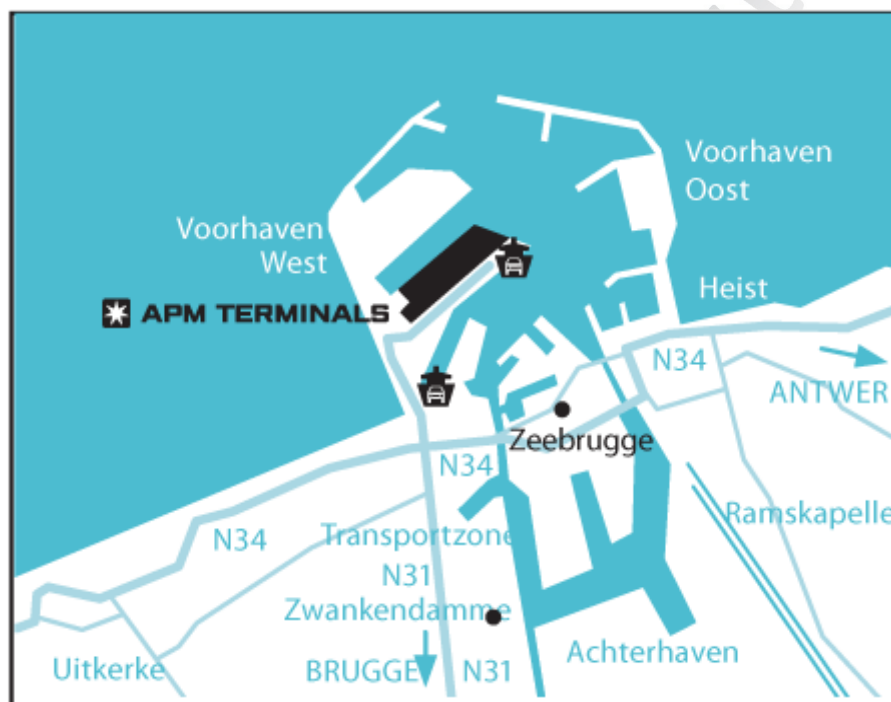 Voorhaven
Oost
Voorhaven
West
Heist
APM TERMINALS
N34
ANTWER
Zeebrugge
N34
Ramskapelle
N34
Transportzone
N31
Zwankendamme
Achterhaven
Uitkerke
BRUGGE
N31